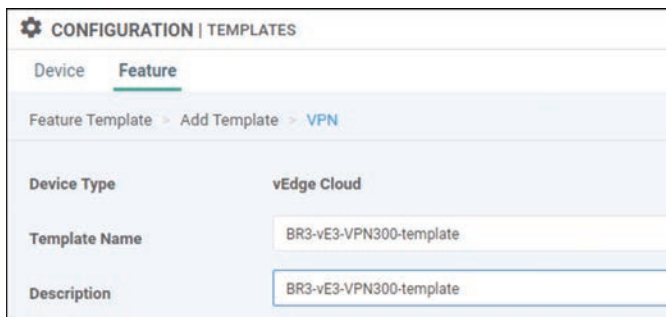 CONFIGURATION | TEMPLATES
Device Feature
Feature Template > Add Template > VPN
Device Type vEdge Cloud
Template Name BR3-vE3-VPN300-template
Description BR3-vE3-VPN300-template